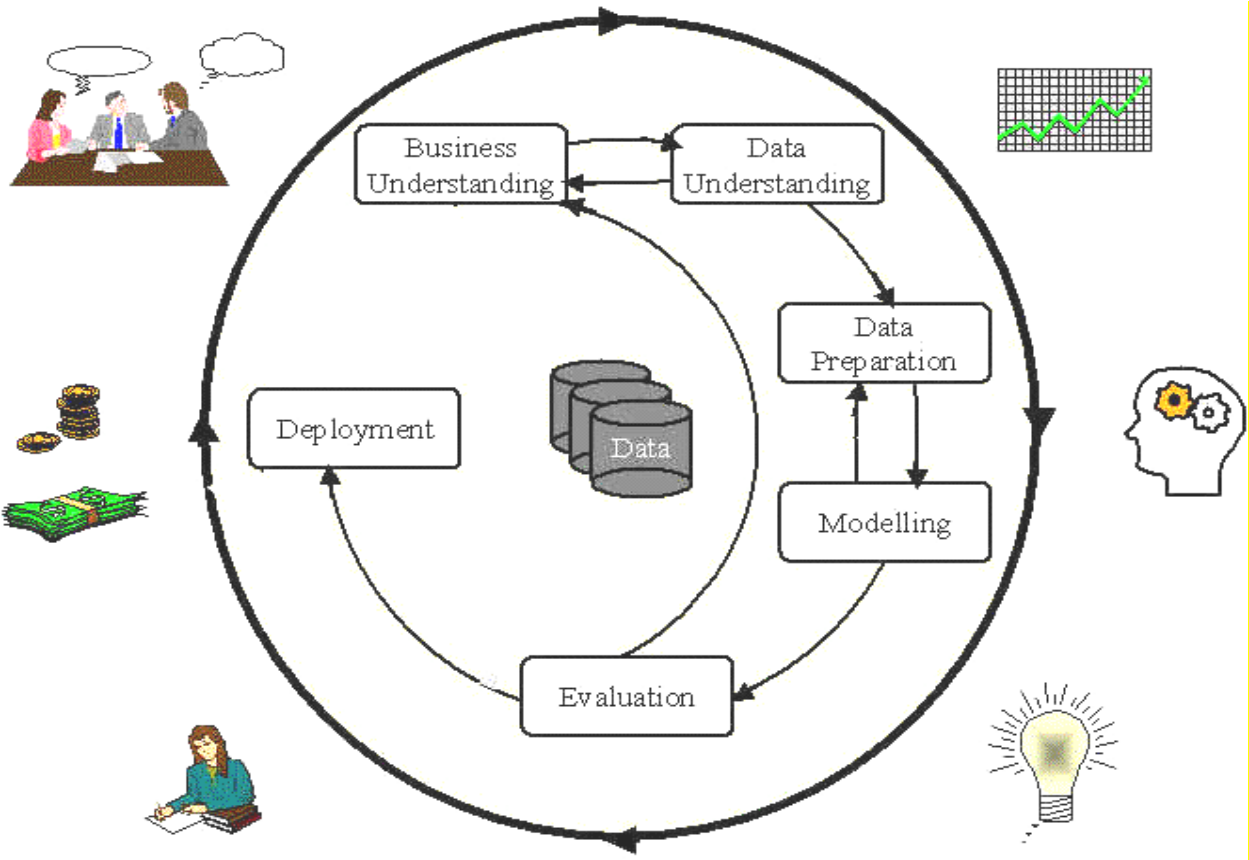 Business
Understanding
Data
Understanding
Data
Preparation
Deployment
Data
Modelling
Evaluation